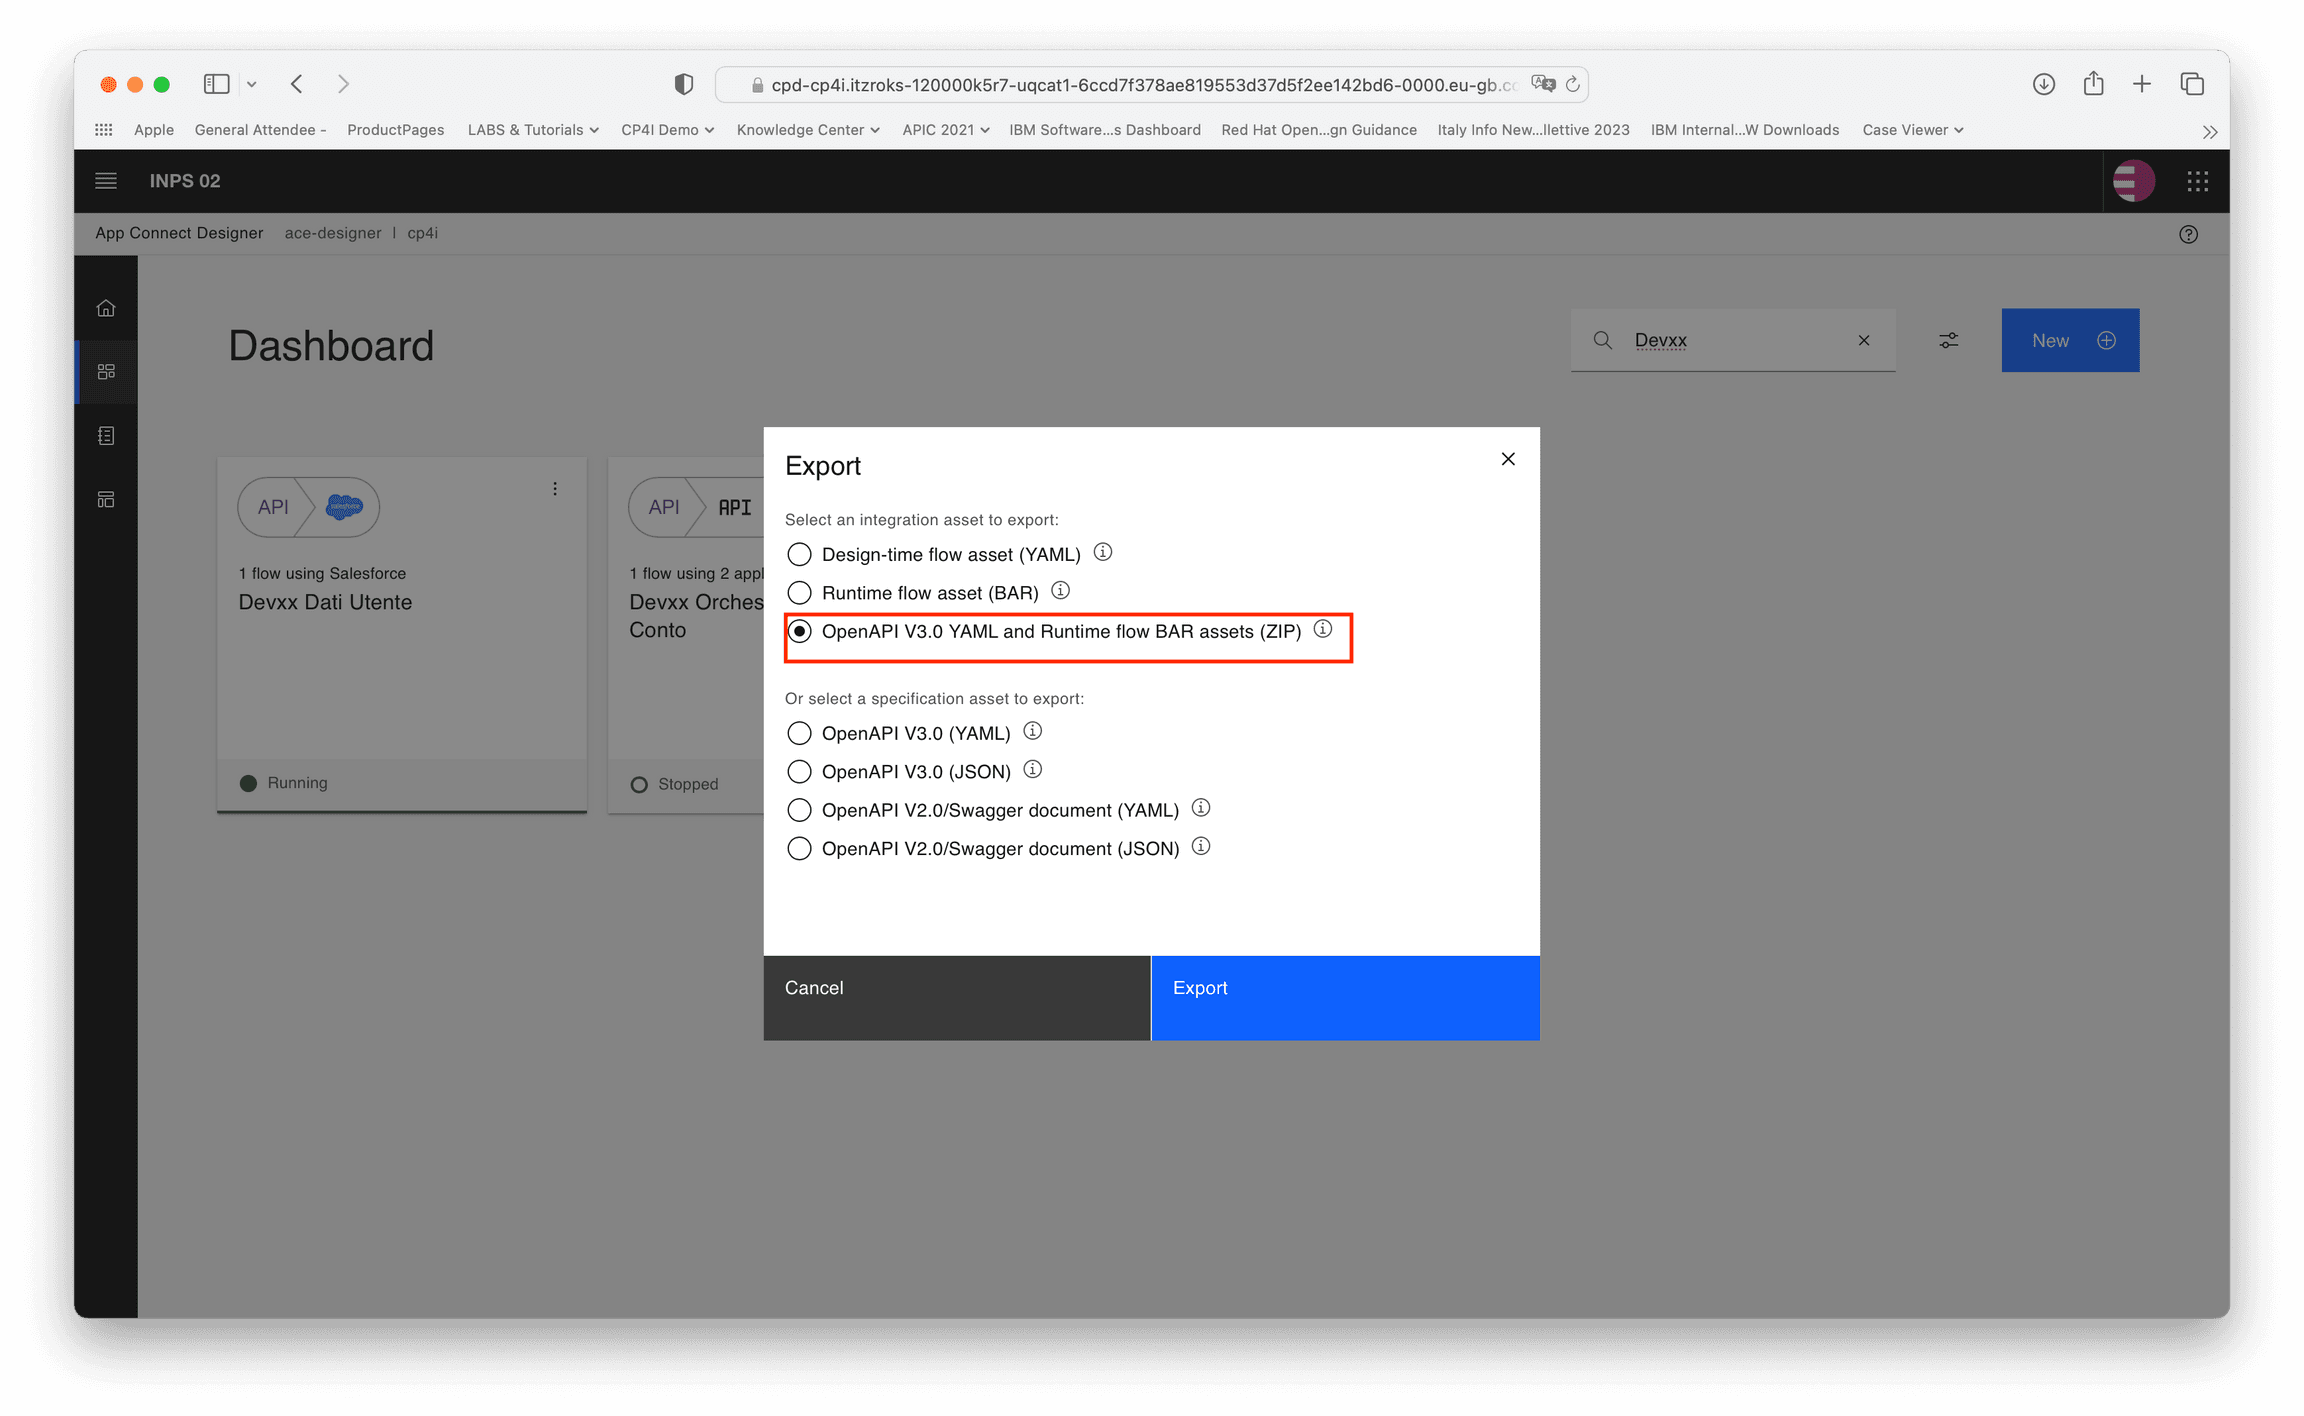 cpd-cp4i.itzroks-120000k5r7-uqcat1-6ccd7f378ae819553d37d5f2ee142bd6-0000.eu-gb.cc
Apple General Attendee - ProductPages LABS & Tutorials CP4I Demo Knowledge Center APIC 2021 IBM Software...s Dashboard Red Hat Open...gn Guidance Italy Info New...llettive 2023 IBM Internal...W Downloads Case Viewer
INPS 02
App Connect Designer ace-designer | cp4i
Dashboard
Devxx
New
API salesforce
1 flow using Salesforce
Devxx Dati Utente
Running
API API
1 flow using 2 appl
Devxx Orches
Conto
Stopped
Export
Select an integration asset to export:
Design-time flow asset (YAML)
Runtime flow asset (BAR)
OpenAPI V3.0 YAML and Runtime flow BAR assets (ZIP)
Or select a specification asset to export:
OpenAPI V3.0 (YAML)
OpenAPI V3.0 (JSON)
OpenAPI V2.0/Swagger document (YAML)
OpenAPI V2.0/Swagger document (JSON)
Cancel
Export